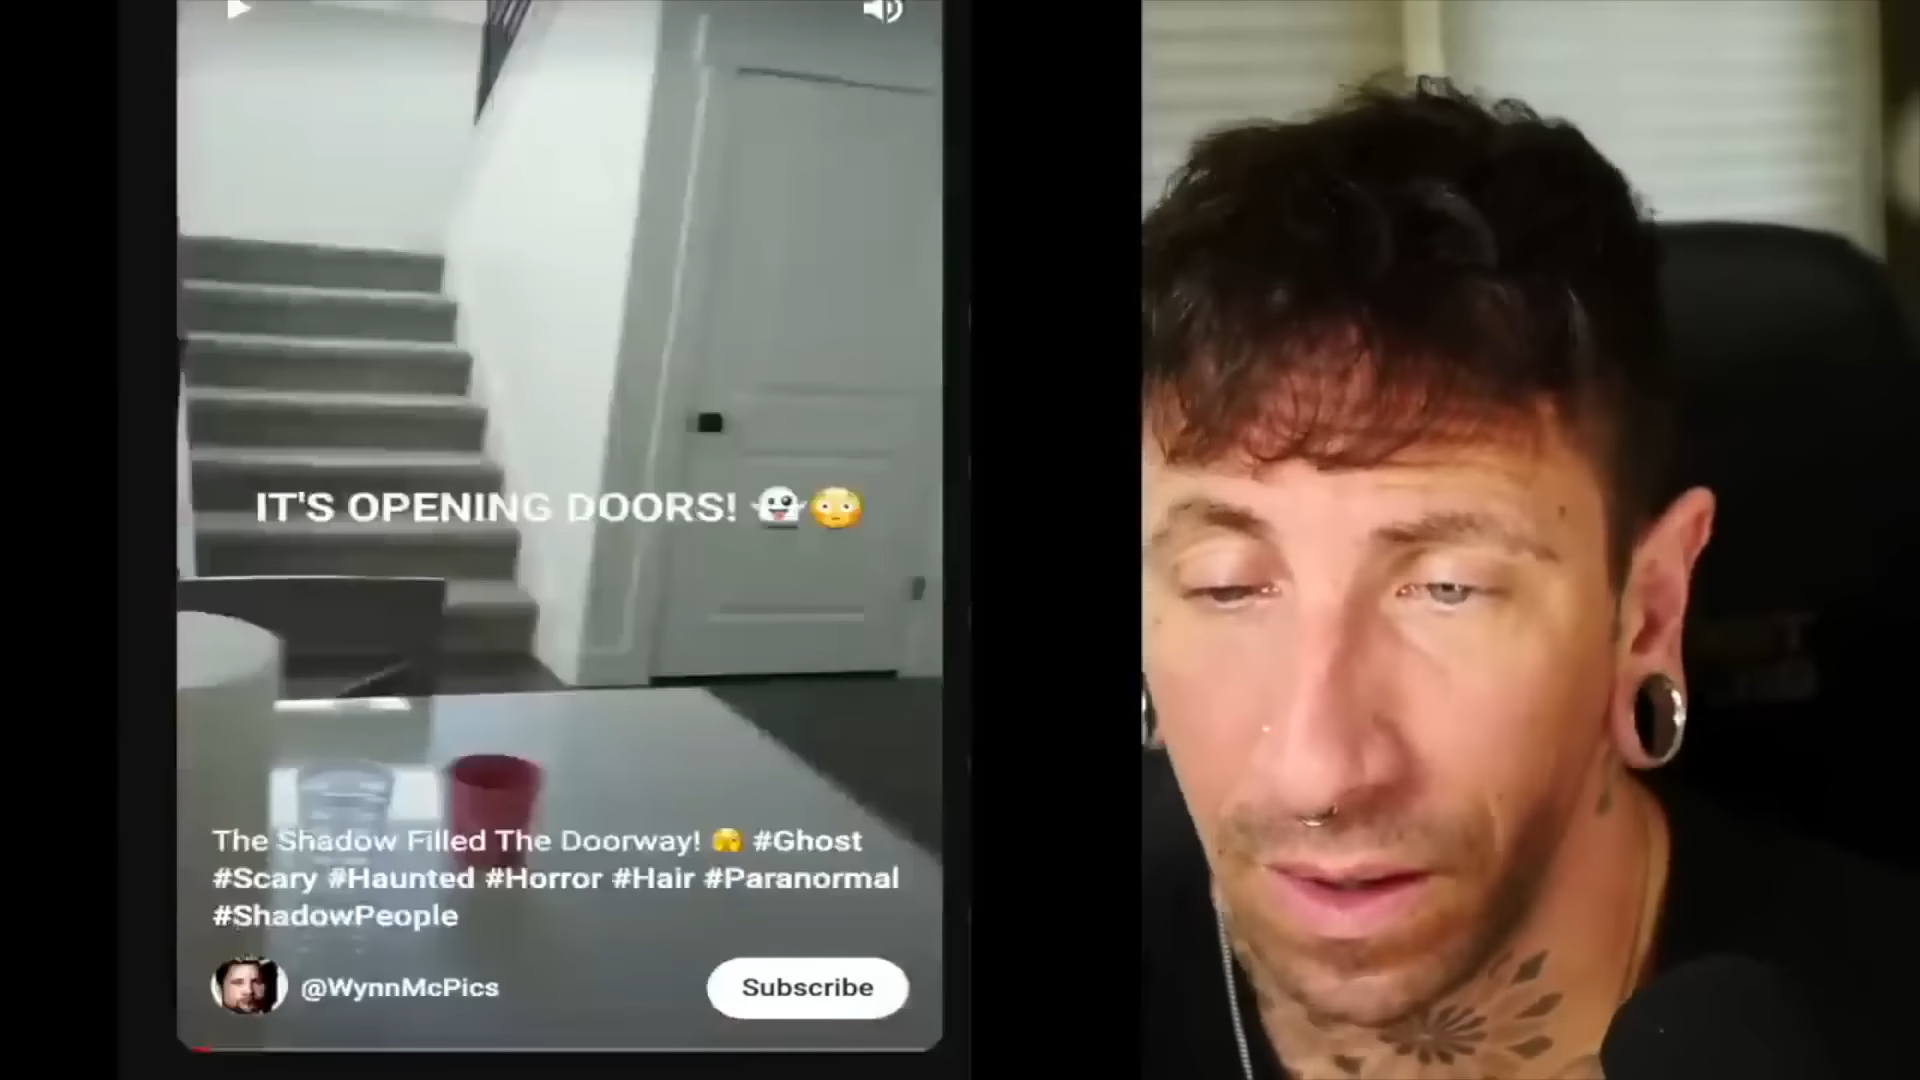 IT'S OPENING DOORS! 👻😳
The Shadow Filled The Doorway! 🫣 #Ghost
#Scary #Haunted #Horror #Hair #Paranormal
#ShadowPeople
@WynnMcPics
Subscribe